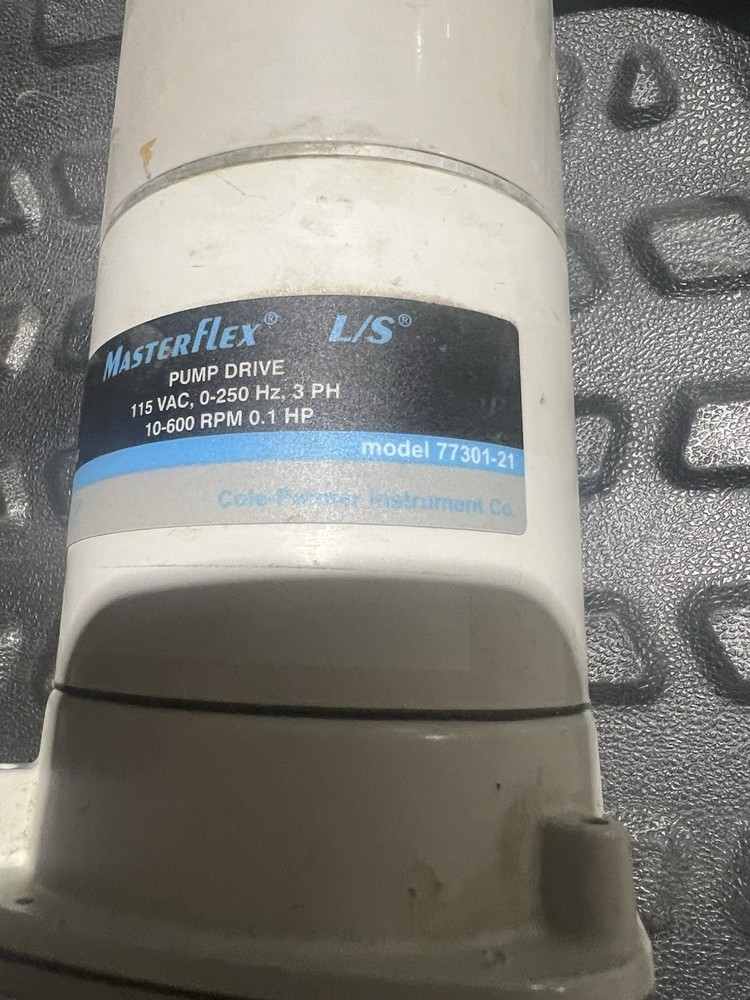 MASTERFLEX® L/S®
PUMP DRIVE
115 VAC, 0-250 Hz, 3 PH
10-600 RPM 0.1 HP
model 77301-21
Cole-Parmer Instrument Co.